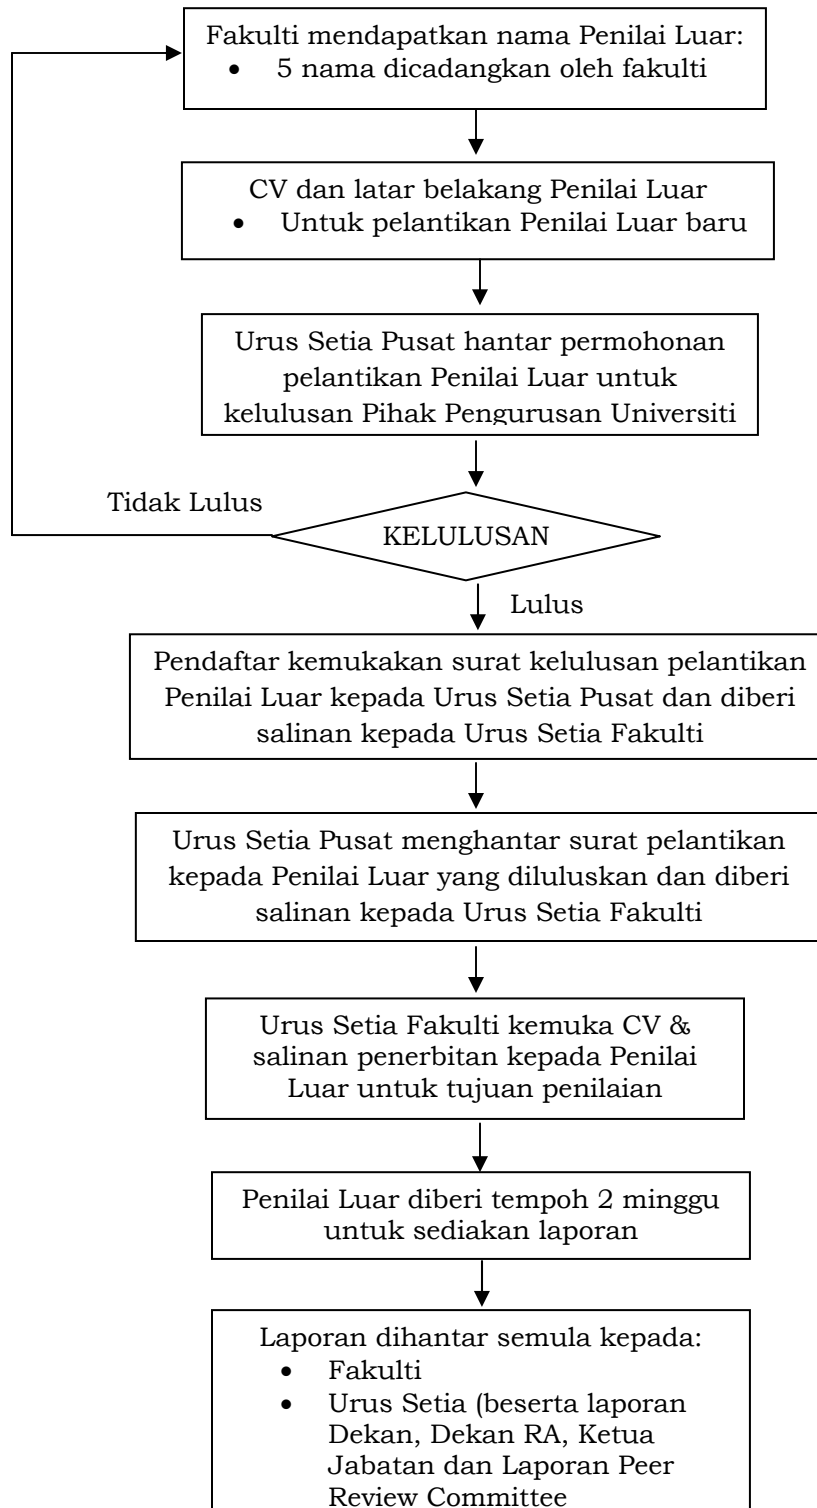 Fakulti mendapatkan nama Penilai Luar:
• 5 nama dicadangkan oleh fakulti
CV dan latar belakang Penilai Luar
• Untuk pelantikan Penilai Luar baru
Urus Setia Pusat hantar permohonan
pelantikan Penilai Luar untuk
kelulusan Pihak Pengurusan Universiti
Tidak Lulus
KELULUSAN
Lulus
Pendaftar kemukakan surat kelulusan pelantikan
Penilai Luar kepada Urus Setia Pusat dan diberi
salinan kepada Urus Setia Fakulti
Urus Setia Pusat menghantar surat pelantikan
kepada Penilai Luar yang diluluskan dan diberi
salinan kepada Urus Setia Fakulti
Urus Setia Fakulti kemuka CV &
salinan penerbitan kepada Penilai
Luar untuk tujuan penilaian
Penilai Luar diberi tempoh 2 minggu
untuk sediakan laporan
Laporan dihantar semula kepada:
• Fakulti
• Urus Setia (beserta laporan
Dekan, Dekan RA, Ketua
Jabatan dan Laporan Peer
Review Committee